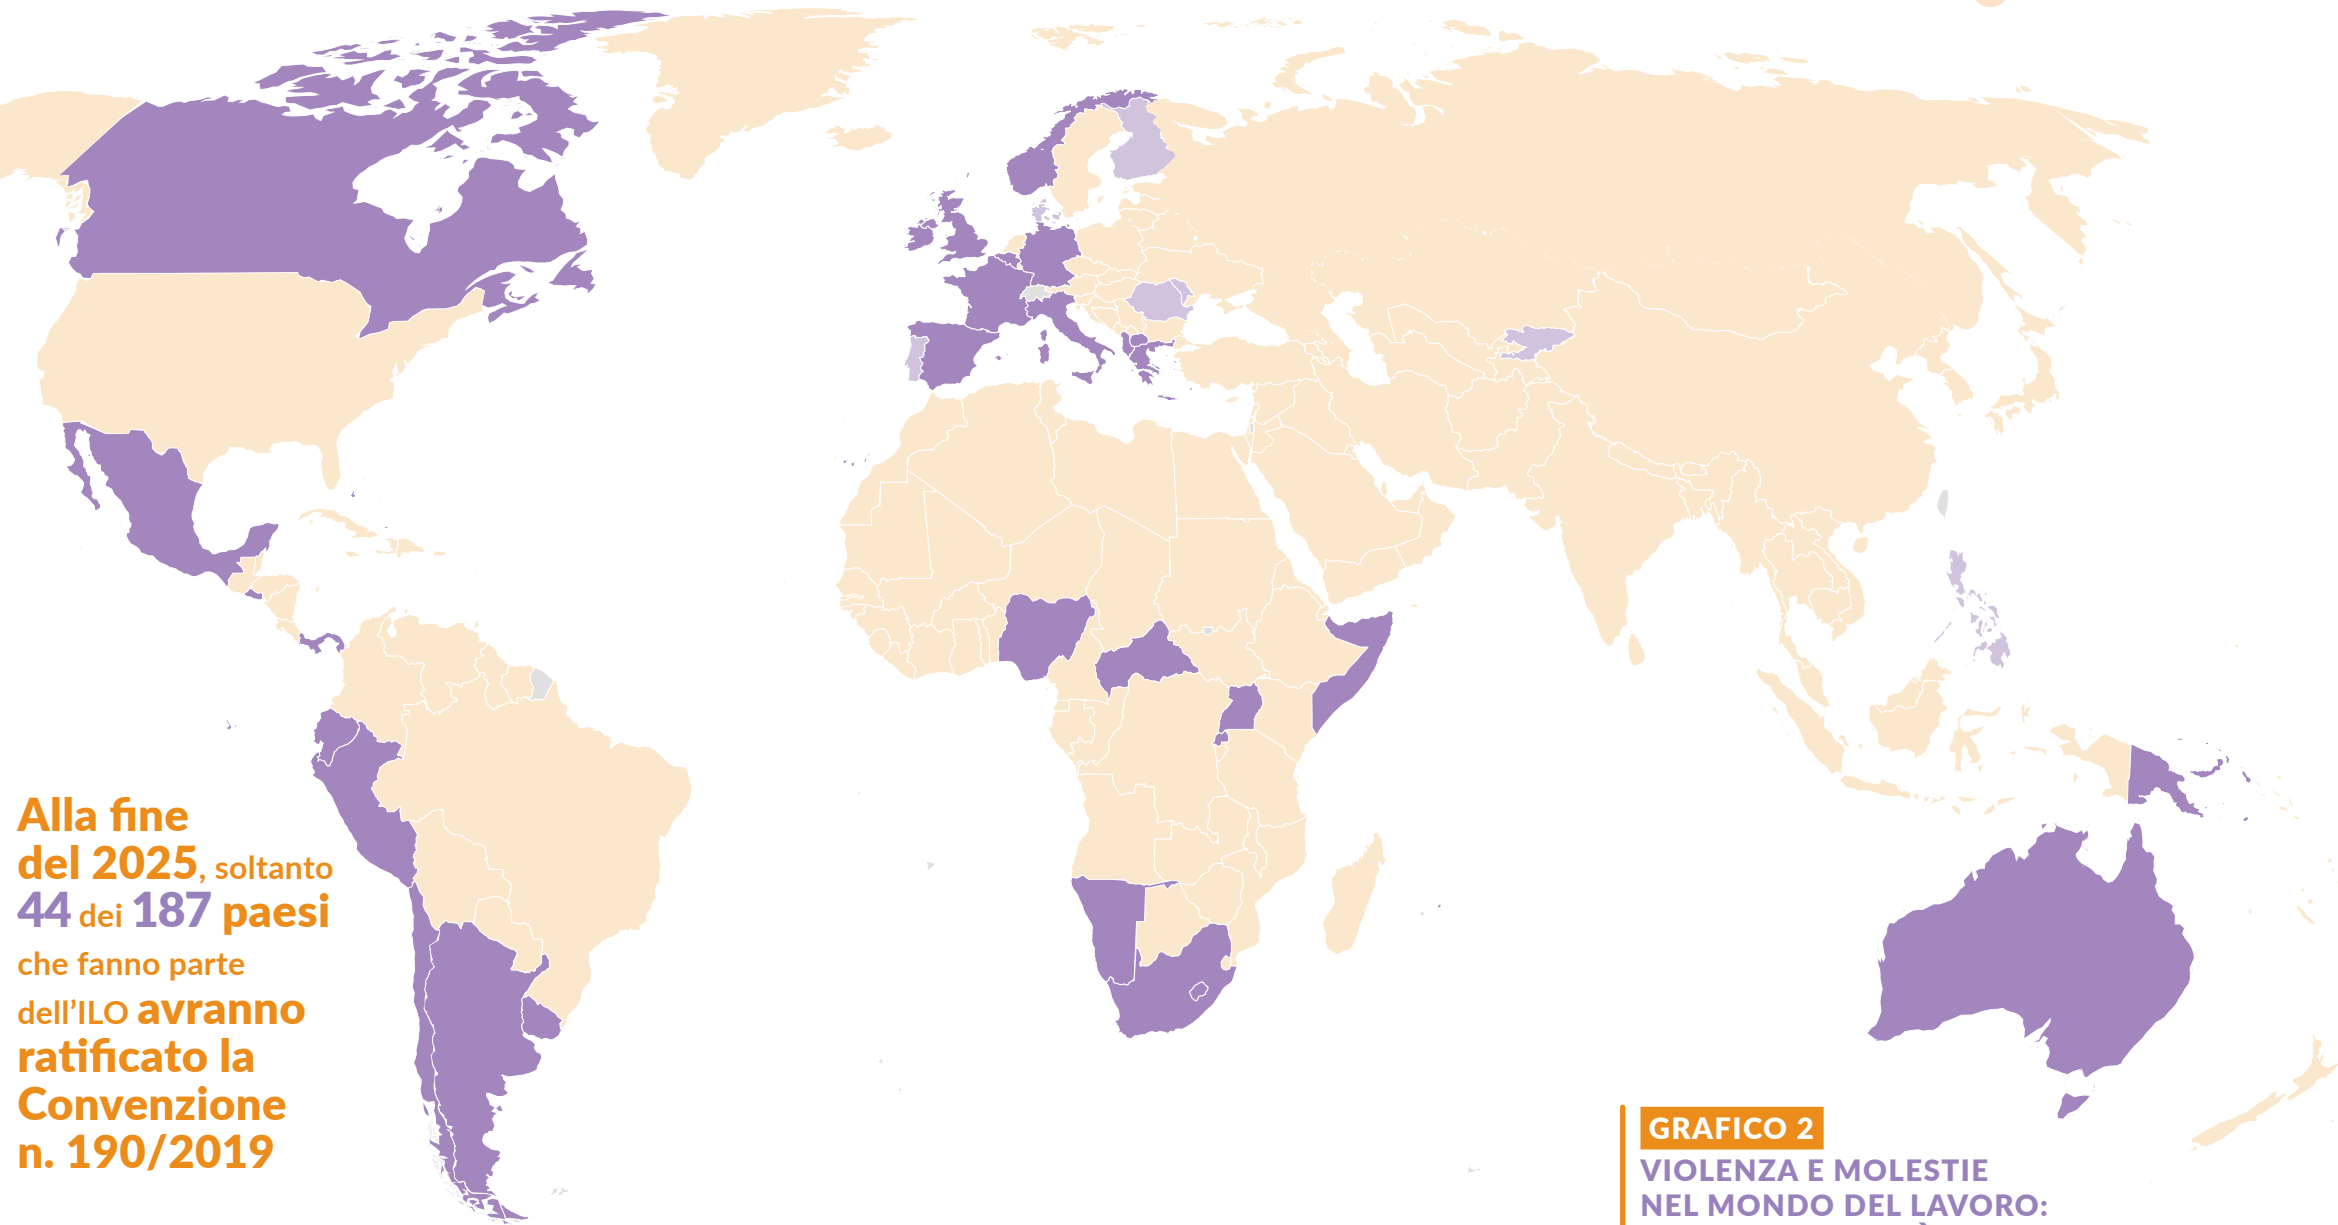 Alla fine
del 2025, soltanto
44 dei 187 paesi
che fanno parte
dell’ILO avranno
ratificato la
Convenzione
n. 190/2019
GRAFICO 2
VIOLENZA E MOLESTIE
NEL MONDO DEL LAVORO: